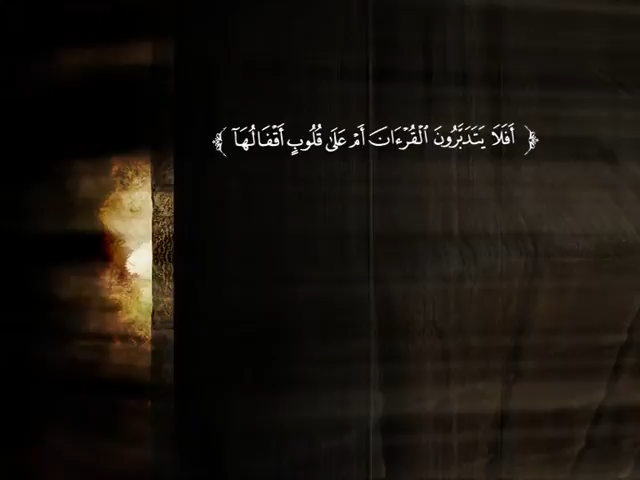 ﴿ أَفَلَا يَتَدَبَّرُونَ ٱلْقُرْءَانَ أَمْ عَلَىٰ قُلُوبٍ أَقْفَالُهَآ ﴾